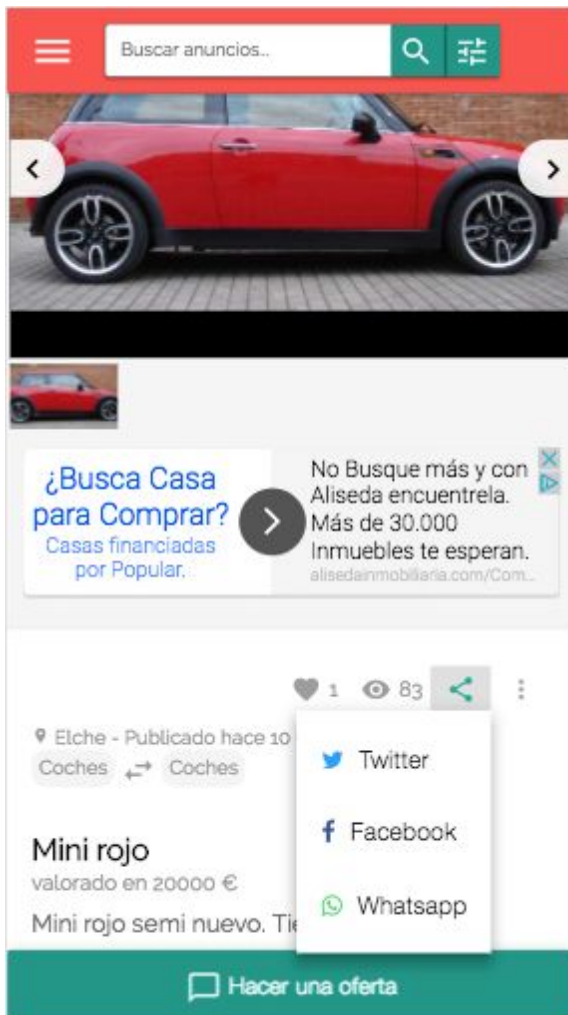 Buscar anuncios...
¿Busca Casa
para Comprar?
Casas financiadas
por Popular.
No Busque más y con
Aliseda encuentrela.
Más de 30.000
Inmuebles te esperan.
alisedainmobiliaria.com/Com...
1 83
Elche - Publicado hace 10
Coches Coches
Twitter
Facebook
Whatsapp
Mini rojo
valorado en 20000 €
Mini rojo semi nuevo. Tie
Hacer una oferta